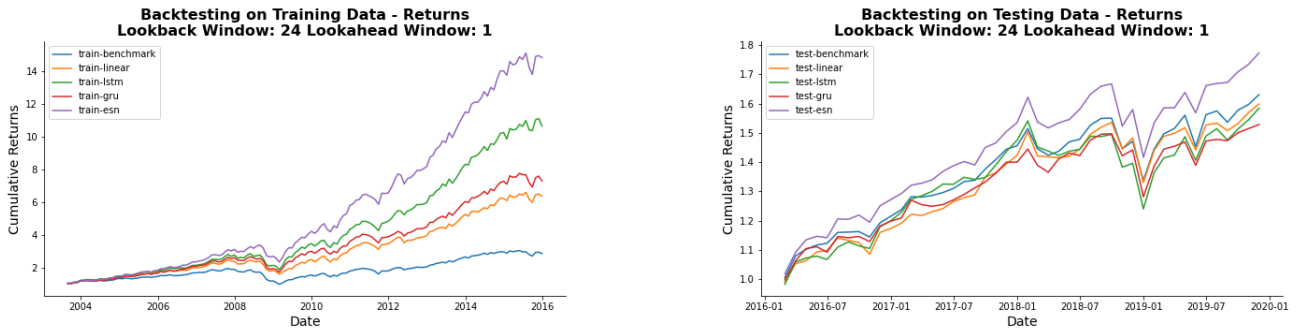 Backtesting on Training Data - Returns
Lookback Window: 24 Lookahead Window: 1
train-benchmark
train-linear
train-lstm
train-gru
train-esn
Cumulative Returns
14
12
10
8
6
4
2
2004 2006 2008 2010 2012 2014 2016
Date
Backtesting on Testing Data - Returns
Lookback Window: 24 Lookahead Window: 1
test-benchmark
test-linear
test-lstm
test-gru
test-esn
Cumulative Returns
1.8
1.7
1.6
1.5
1.4
1.3
1.2
1.1
1.0
2016-01 2016-07 2017-01 2017-07 2018-01 2018-07 2019-01 2019-07 2020-01
Date